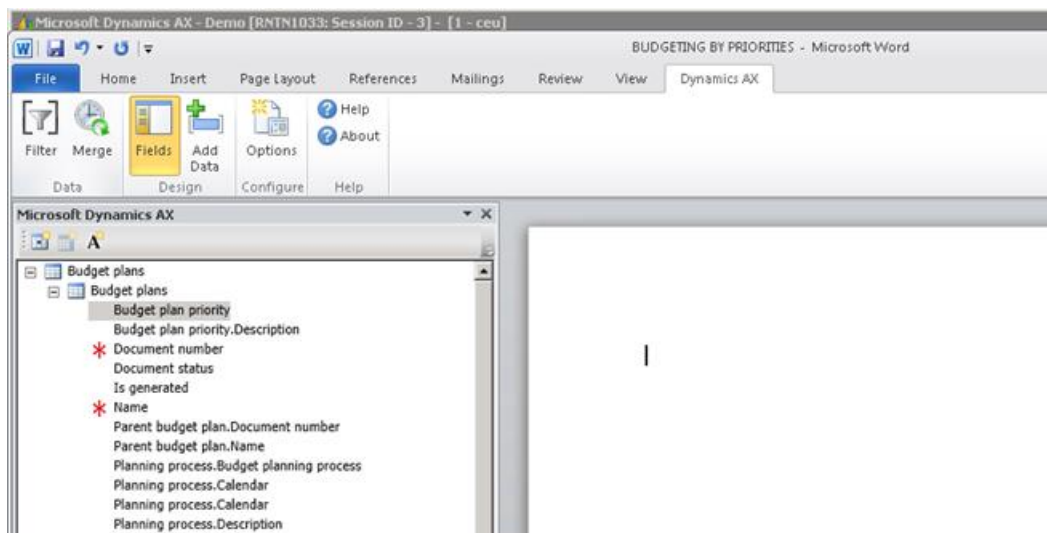 Microsoft Dynamics AX - Demo [RNTN1033: Session ID - 3] - [1 - ceu]
BUDGETING BY PRIORITIES - Microsoft Word
File Home Insert Page Layout References Mailings Review View Dynamics AX
Filter Merge Fields Add Data Options Help About
Data Design Configure Help
Microsoft Dynamics AX
A
Budget plans
Budget plans
Budget plan priority
Budget plan priority.Description
Document number
Document status
Is generated
Name
Parent budget plan.Document number
Parent budget plan.Name
Planning process.Budget planning process
Planning process.Calendar
Planning process.Calendar
Planning process.Description